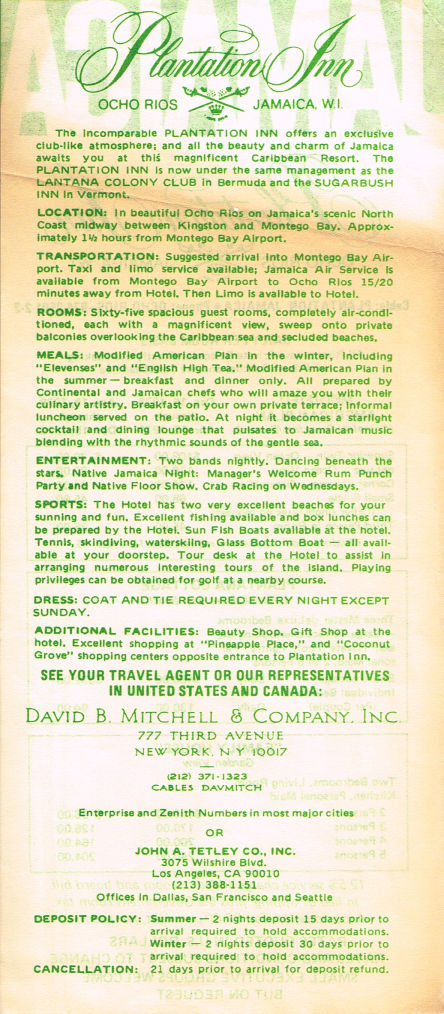 Plantation Inn
OCHO RIOS JAMAICA, W.I.
The incomparable PLANTATION INN offers an exclusive
club-like atmosphere; and all the beauty and charm of Jamaica
awaits you at this magnificent Caribbean Resort. The
PLANTATION INN is now under the same management as the
LANTANA COLONY CLUB in Bermuda and the SUGARBUSH
INN in Vermont.
LOCATION: In beautiful Ocho Rios on Jamaica's scenic North
Coast midway between Kingston and Montego Bay. Approx-
imately 1½ hours from Montego Bay Airport.
TRANSPORTATION: Suggested arrival into Montego Bay Air-
port. Taxi and limo service available; Jamaica Air Service is
available from Montego Bay Airport to Ocho Rios 15/20
minutes away from Hotel. Then Limo is available to Hotel.
ROOMS: Sixty-five spacious guest rooms, completely air-condi-
tioned, each with a magnificent view, sweep onto private
balconies overlooking the Caribbean sea and secluded beaches.
MEALS: Modified American Plan in the winter, including
"Elevenses" and "English High Tea." Modified American Plan in
the summer — breakfast and dinner only. All prepared by
Continental and Jamaican chefs who will amaze you with their
culinary artistry. Breakfast on your own private terrace; informal
luncheon served on the patio. At night it becomes a starlight
cocktail and dining lounge that pulsates to Jamaican music
blending with the rhythmic sounds of the gentle sea.
ENTERTAINMENT: Two bands nightly. Dancing beneath the
stars. Native Jamaica Night: Manager's Welcome Rum Punch
Party and Native Floor Show. Crab Racing on Wednesdays.
SPORTS: The Hotel has two very excellent beaches for your
sunning and fun. Excellent fishing available and box lunches can
be prepared by the Hotel. Sun Fish Boats available at the hotel.
Tennis, skindiving, waterskiing, Glass Bottom Boat — all avail-
able at your doorstep. Tour desk at the Hotel to assist in
arranging numerous interesting tours of the island. Playing
privileges can be obtained for golf at a nearby course.
DRESS: COAT AND TIE REQUIRED EVERY NIGHT EXCEPT
SUNDAY.
ADDITIONAL FACILITIES: Beauty Shop, Gift Shop at the
hotel. Excellent shopping at "Pineapple Place," and "Coconut
Grove" shopping centers opposite entrance to Plantation Inn.
SEE YOUR TRAVEL AGENT OR OUR REPRESENTATIVES
IN UNITED STATES AND CANADA:
DAVID B. MITCHELL & COMPANY, INC.
777 THIRD AVENUE
NEW YORK, N·Y 10017
(212) 371-1323
CABLES DAVMITCH
Enterprise and Zenith Numbers in most major cities
OR
JOHN A. TETLEY CO., INC.
3075 Wilshire Blvd.
Los Angeles, CA 90010
(213) 388-1151
Offices in Dallas, San Francisco and Seattle
DEPOSIT POLICY: Summer — 2 nights deposit 15 days prior to
arrival required to hold accommodations.
Winter — 2 nights deposit 30 days prior to
arrival required to hold accommodations.
CANCELLATION: 21 days prior to arrival for deposit refund.